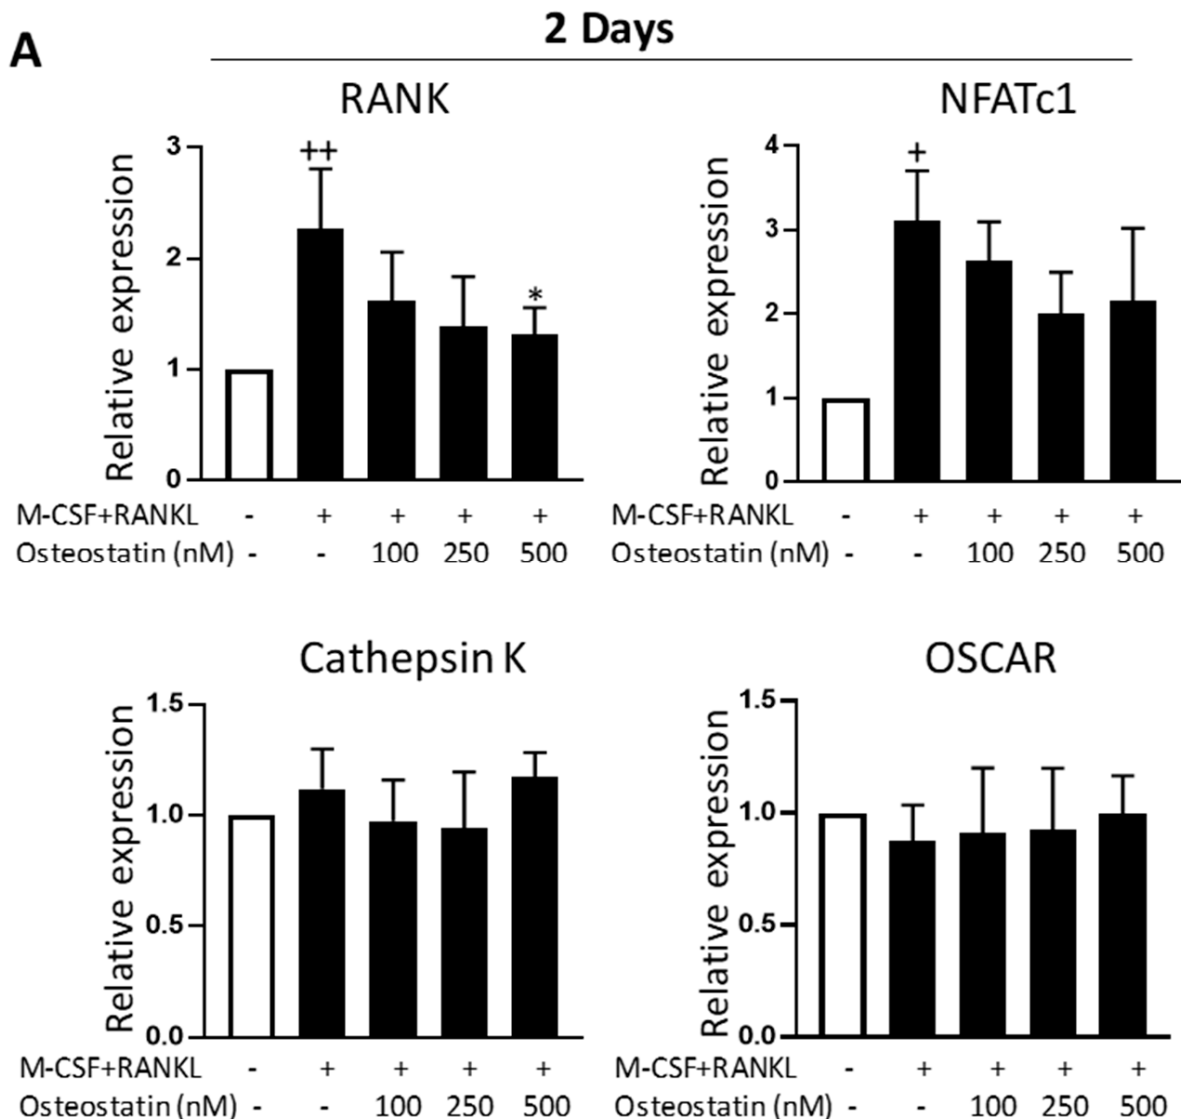 A
2 Days
RANK
++
*
3
2
1
0
Relative expression
M-CSF+RANKL - + + + +
Osteostatin (nM) - - 100 250 500
NFATc1
+
4
3
2
1
0
Relative expression
M-CSF+RANKL - + + + +
Osteostatin (nM) - - 100 250 500
Cathepsin K
1.5
1.0
0.5
0.0
Relative expression
M-CSF+RANKL - + + + +
Osteostatin (nM) - - 100 250 500
OSCAR
1.5
1.0
0.5
0.0
Relative expression
M-CSF+RANKL - + + + +
Osteostatin (nM) - - 100 250 500